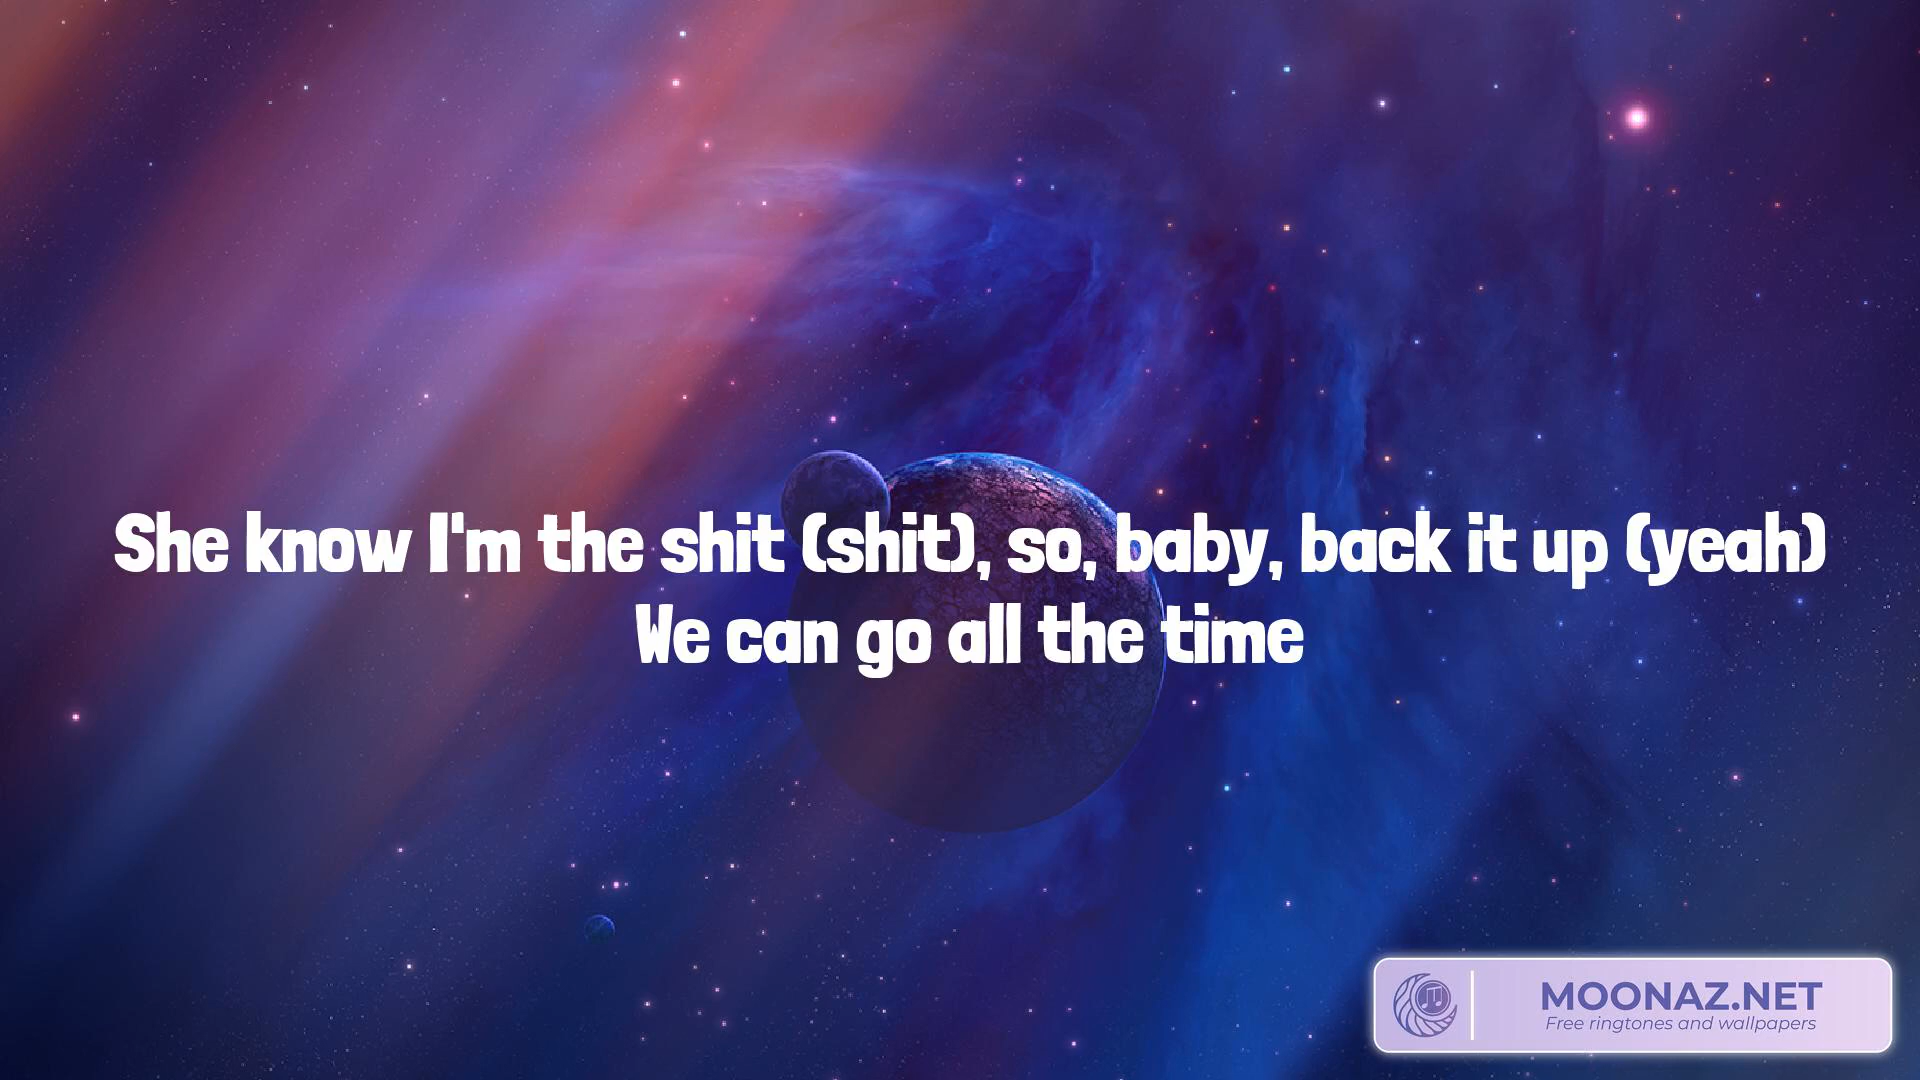 She know I'm the shit (shit), so, baby, back it up (yeah)
We can go all the time
MOONAZ.NET
Free ringtones and wallpapers